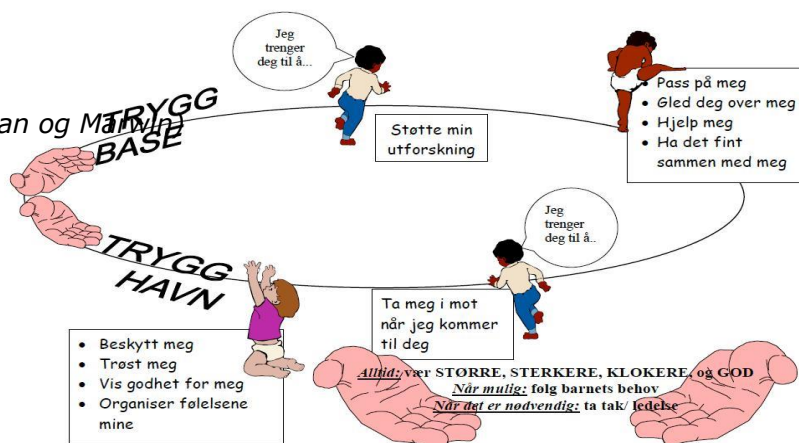 Jeg
trenger
deg til å...
an og Marwin)
TRYGG
BASE
Støtte min
utforskning
• Pass på meg
• Gled deg over meg
• Hjelp meg
• Ha det fint
sammen med meg
Jeg
trenger
deg til å..
TRYGG
HAVN
Ta meg i mot
når jeg kommer
til deg
• Beskytt meg
• Trøst meg
• Vis godhet for meg
• Organiser følelsene
mine
Alltid: vær STØRRE, STERKERE, KLOKERE, og GOD
Når mulig: følg barnets behov
Når det er nødvendig: ta tak/ ledelse